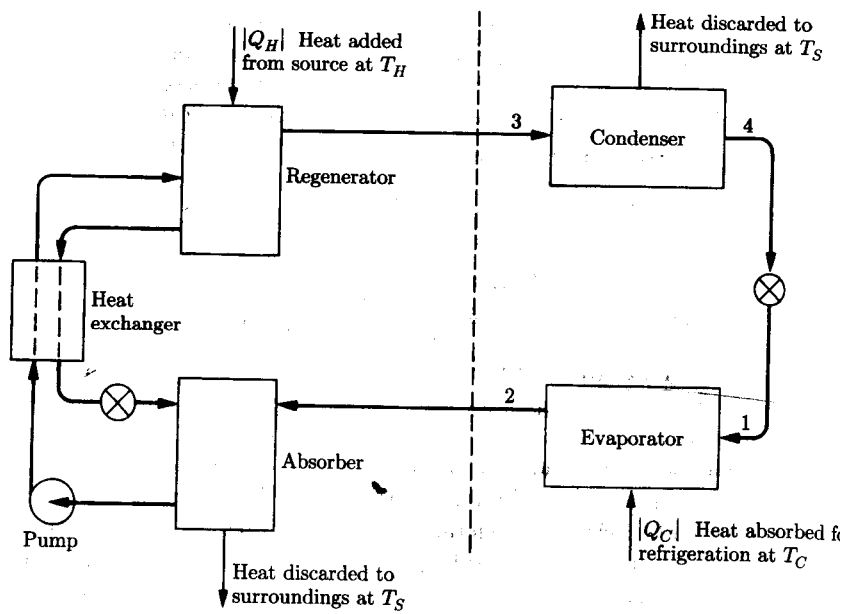 |Q_H| Heat added
from source at T_H
Heat discarded to
surroundings at T_S
3
Condenser
4
Regenerator
Heat
exchanger
2
Evaporator
1
Absorber
Pump
|Q_C| Heat absorbed f
refrigeration at T_C
Heat discarded to
surroundings at T_S